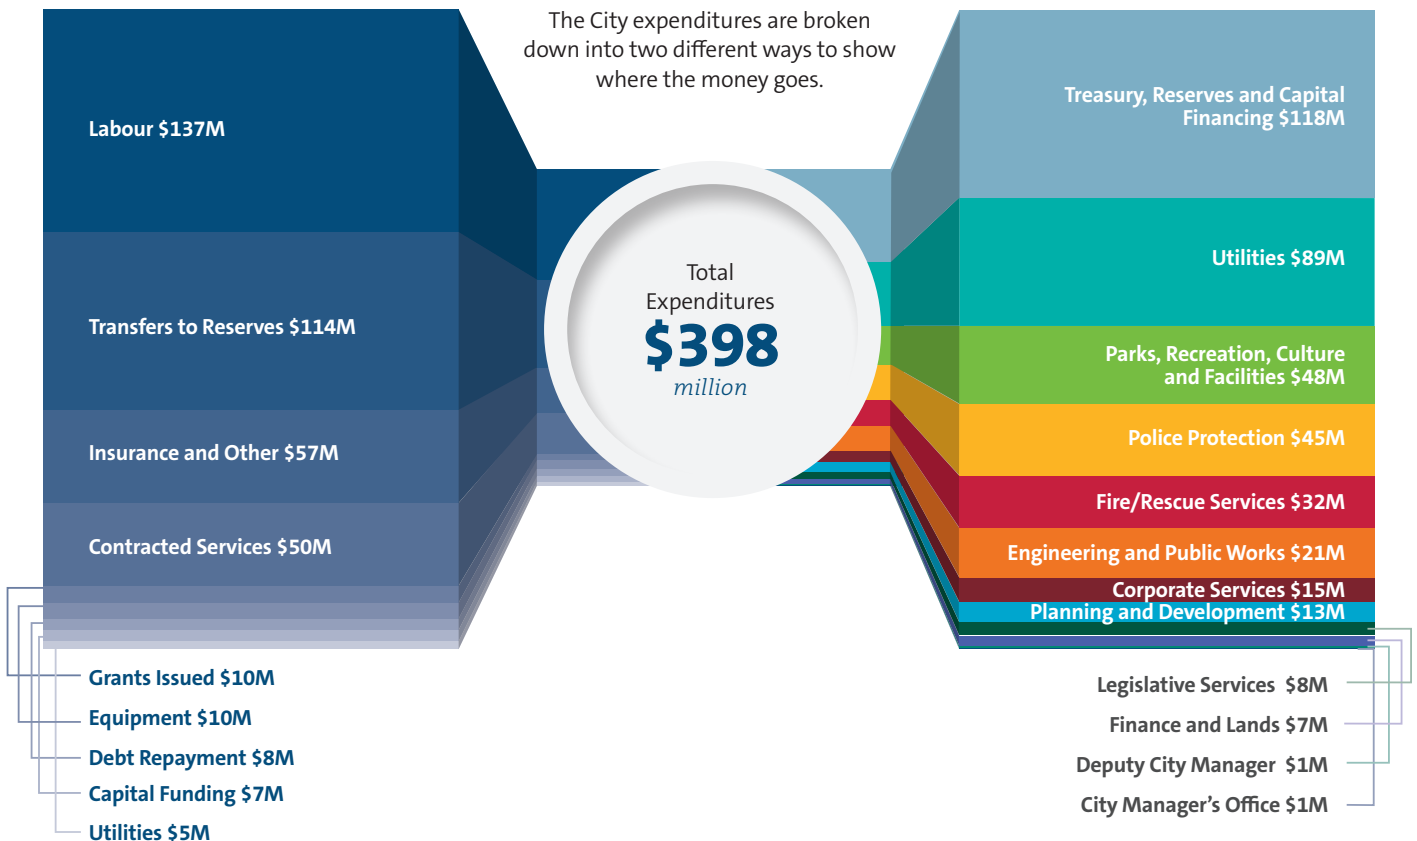 The City expenditures are broken
down into two different ways to show
where the money goes.
Labour $137M
Transfers to Reserves $114M
Insurance and Other $57M
Contracted Services $50M
Grants Issued $10M
Equipment $10M
Debt Repayment $8M
Capital Funding $7M
Utilities $5M
Total
Expenditures
$398
million
Treasury, Reserves and Capital
Financing $118M
Utilities $89M
Parks, Recreation, Culture
and Facilities $48M
Police Protection $45M
Fire/Rescue Services $32M
Engineering and Public Works $21M
Corporate Services $15M
Planning and Development $13M
Legislative Services $8M
Finance and Lands $7M
Deputy City Manager $1M
City Manager’s Office $1M